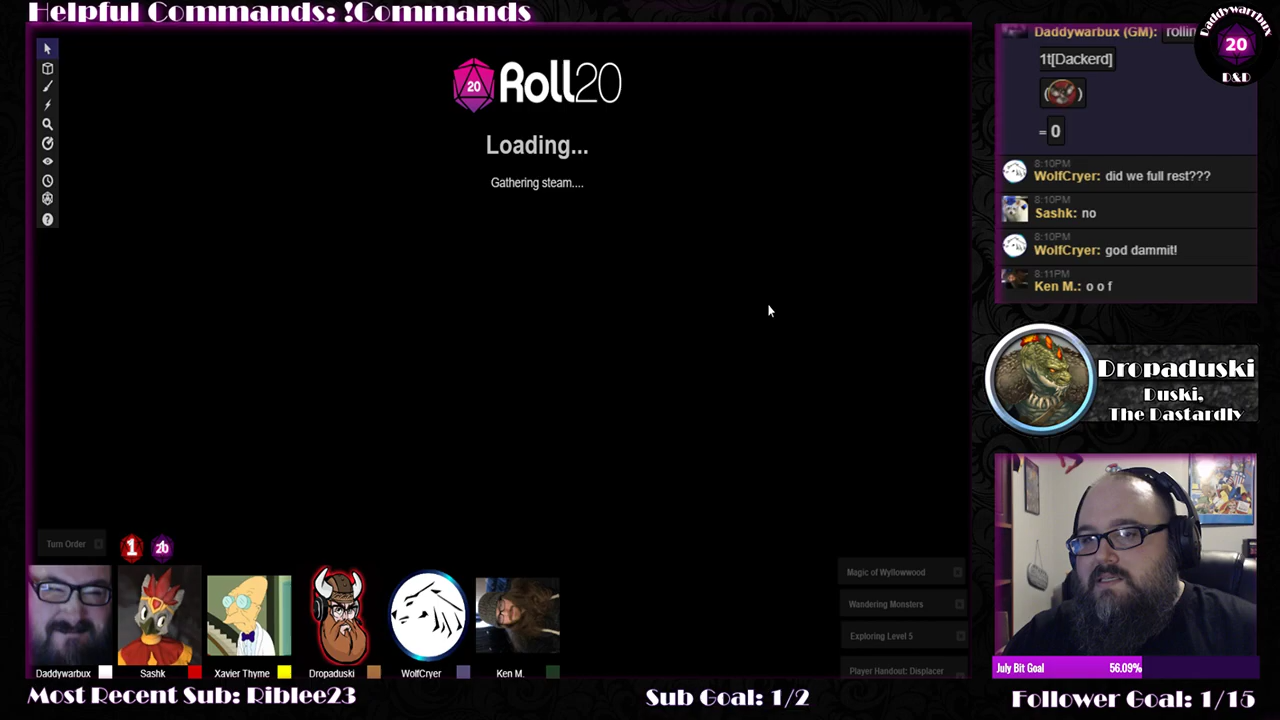 Helpful Commands: !Commands
20
Roll20
Loading...
Gathering steam....
Daddywarbux (GM):
1t[Dackerd]
= 0
8:10PM
WolfCryer: did we full rest???
8:10PM
Sashk: no
8:10PM
WolfCryer: god dammit!
8:11PM
Ken M.: o o f
Daddywarrbux
20
D&D
Dropaduski
Duski,
The Dastardly
Turn Order
1
Magic of Wyllowwood
Wandering Monsters
Exploring Level 5
Player Handout: Displacer
Daddywarbux
Sashk
Xavier Thyme
Dropaduski
WolfCryer
Ken M.
July Bit Goal 56.09%
Most Recent Sub: Riblee23
Sub Goal: 1/2
Follower Goal: 1/15